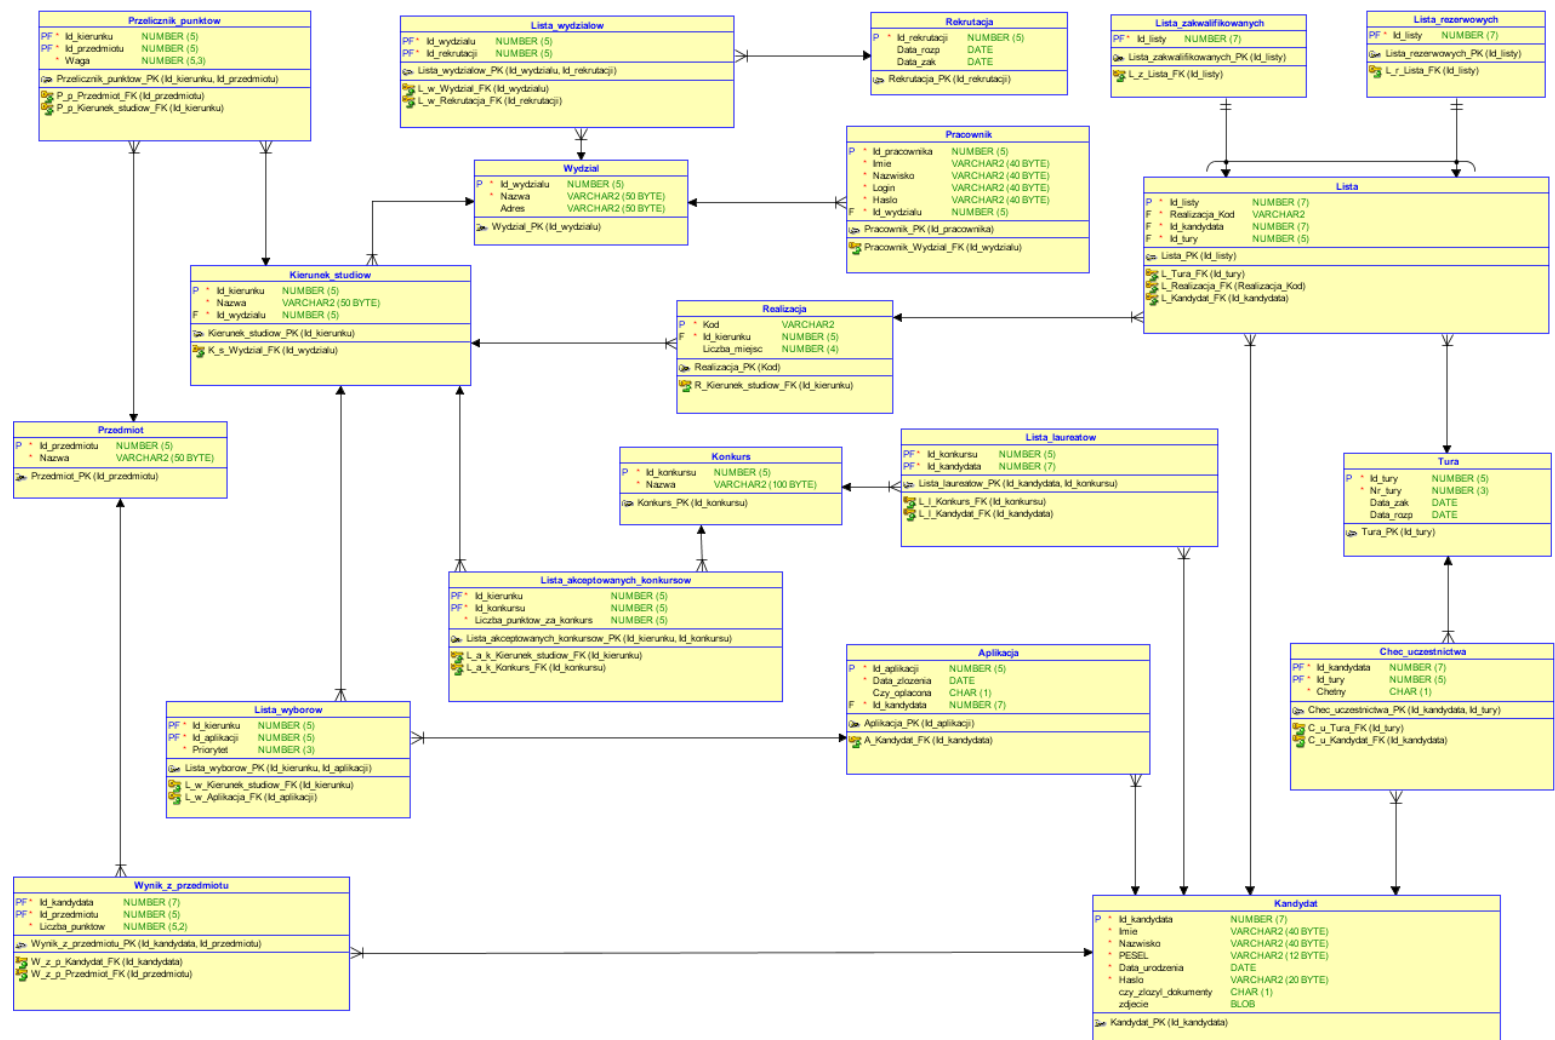 Przelicznik_punktow
PF * Id_kierunku NUMBER (5)
PF * Id_przedmiotu NUMBER (5)
* Waga NUMBER (5,3)
Przelicznik_punktow_PK (Id_kierunku, Id_przedmiotu)
P_p_Przedmiot_FK (Id_przedmiotu)
P_p_Kierunek_studiow_FK (Id_kierunku)
Lista_wydzialow
PF * Id_wydzialu NUMBER (5)
PF * Id_rekrutacji NUMBER (5)
Lista_wydzialow_PK (Id_wydzialu, Id_rekrutacji)
L_w_Wydzial_FK (Id_wydzialu)
L_w_Rekrutacja_FK (Id_rekrutacji)
Rekrutacja
P * Id_rekrutacji NUMBER (5)
Data_rozp DATE
Data_zak DATE
Rekrutacja_PK (Id_rekrutacji)
Lista_zakwalifikowanych
PF * Id_listy NUMBER (7)
Lista_zakwalifikowanych_PK (Id_listy)
L_z_Lista_FK (Id_listy)
Lista_rezerwowych
PF * Id_listy NUMBER (7)
Lista_rezerwowych_PK (Id_listy)
L_r_Lista_FK (Id_listy)
Wydzial
P * Id_wydzialu NUMBER (5)
* Nazwa VARCHAR2 (50 BYTE)
Adres VARCHAR2 (50 BYTE)
Wydzial_PK (Id_wydzialu)
Pracownik
P * Id_pracownika NUMBER (5)
* Imie VARCHAR2 (40 BYTE)
* Nazwisko VARCHAR2 (40 BYTE)
* Login VARCHAR2 (40 BYTE)
* Haslo VARCHAR2 (40 BYTE)
F * Id_wydzialu NUMBER (5)
Pracownik_PK (Id_pracownika)
Pracownik_Wydzial_FK (Id_wydzialu)
Lista
P * Id_listy NUMBER (7)
F * Realizacja_Kod VARCHAR2
F * Id_kandydata NUMBER (7)
F * Id_tury NUMBER (5)
Lista_PK (Id_listy)
L_Tura_FK (Id_tury)
L_Realizacja_FK (Realizacja_Kod)
L_Kandydat_FK (Id_kandydata)
Kierunek_studiow
P * Id_kierunku NUMBER (5)
* Nazwa VARCHAR2 (50 BYTE)
F * Id_wydzialu NUMBER (5)
Kierunek_studiow_PK (Id_kierunku)
K_s_Wydzial_FK (Id_wydzialu)
Realizacja
P * Kod VARCHAR2
F * Id_kierunku NUMBER (5)
Liczba_miejsc NUMBER (4)
Realizacja_PK (Kod)
R_Kierunek_studiow_FK (Id_kierunku)
Przedmiot
P * Id_przedmiotu NUMBER (5)
* Nazwa VARCHAR2 (50 BYTE)
Przedmiot_PK (Id_przedmiotu)
Konkurs
P * Id_konkursu NUMBER (5)
* Nazwa VARCHAR2 (100 BYTE)
Konkurs_PK (Id_konkursu)
Lista_laureatow
PF * Id_konkursu NUMBER (5)
PF * Id_kandydata NUMBER (7)
Lista_laureatow_PK (Id_kandydata, Id_konkursu)
L_l_Konkurs_FK (Id_konkursu)
L_l_Kandydat_FK (Id_kandydata)
Tura
P * Id_tury NUMBER (5)
* Nr_tury NUMBER (3)
Data_zak DATE
Data_rozp DATE
Tura_PK (Id_tury)
Lista_akceptowanych_konkursow
PF * Id_kierunku NUMBER (5)
PF * Id_konkursu NUMBER (5)
* Liczba_punktow_za_konkurs NUMBER (5)
Lista_akceptowanych_konkursow_PK (Id_kierunku, Id_konkursu)
L_a_k_Kierunek_studiow_FK (Id_kierunku)
L_a_k_Konkurs_FK (Id_konkursu)
Aplikacja
P * Id_aplikacji NUMBER (5)
* Data_zlozenia DATE
Czy_oplacona CHAR (1)
F * Id_kandydata NUMBER (7)
Aplikacja_PK (Id_aplikacji)
A_Kandydat_FK (Id_kandydata)
Chec_uczestnictwa
PF * Id_kandydata NUMBER (7)
PF * Id_tury NUMBER (5)
* Chetny CHAR (1)
Chec_uczestnictwa_PK (Id_kandydata, Id_tury)
C_u_Tura_FK (Id_tury)
C_u_Kandydat_FK (Id_kandydata)
Lista_wyborow
PF * Id_kierunku NUMBER (5)
PF * Id_aplikacji NUMBER (5)
* Priorytet NUMBER (3)
Lista_wyborow_PK (Id_kierunku, Id_aplikacji)
L_w_Kierunek_studiow_FK (Id_kierunku)
L_w_Aplikacja_FK (Id_aplikacji)
Wynik_z_przedmiotu
PF * Id_kandydata NUMBER (7)
PF * Id_przedmiotu NUMBER (5)
* Liczba_punktow NUMBER (5,2)
Wynik_z_przedmiotu_PK (Id_kandydata, Id_przedmiotu)
W_z_p_Kandydat_FK (Id_kandydata)
W_z_p_Przedmiot_FK (Id_przedmiotu)
Kandydat
P * Id_kandydata NUMBER (7)
* Imie VARCHAR2 (40 BYTE)
* Nazwisko VARCHAR2 (40 BYTE)
* PESEL VARCHAR2 (12 BYTE)
* Data_urodzenia DATE
* Haslo VARCHAR2 (20 BYTE)
czy_zlozyl_dokumenty CHAR (1)
zdjecie BLOB
Kandydat_PK (Id_kandydata)